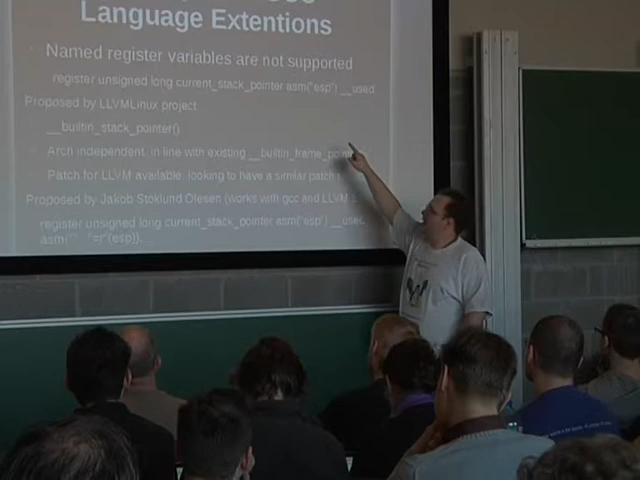 Language Extentions
Named register variables are not supported
register unsigned long current_stack_pointer asm("esp") __used
Proposed by LLVMLinux project
__builtin_stack_pointer()
Arch independent, in line with existing __builtin_frame_
Patch for LLVM available, looking to have a similar patch
Proposed by Jakob Stoklund Olesen (works with gcc and LLVM
register unsigned long current_stack_pointer asm("esp") __used